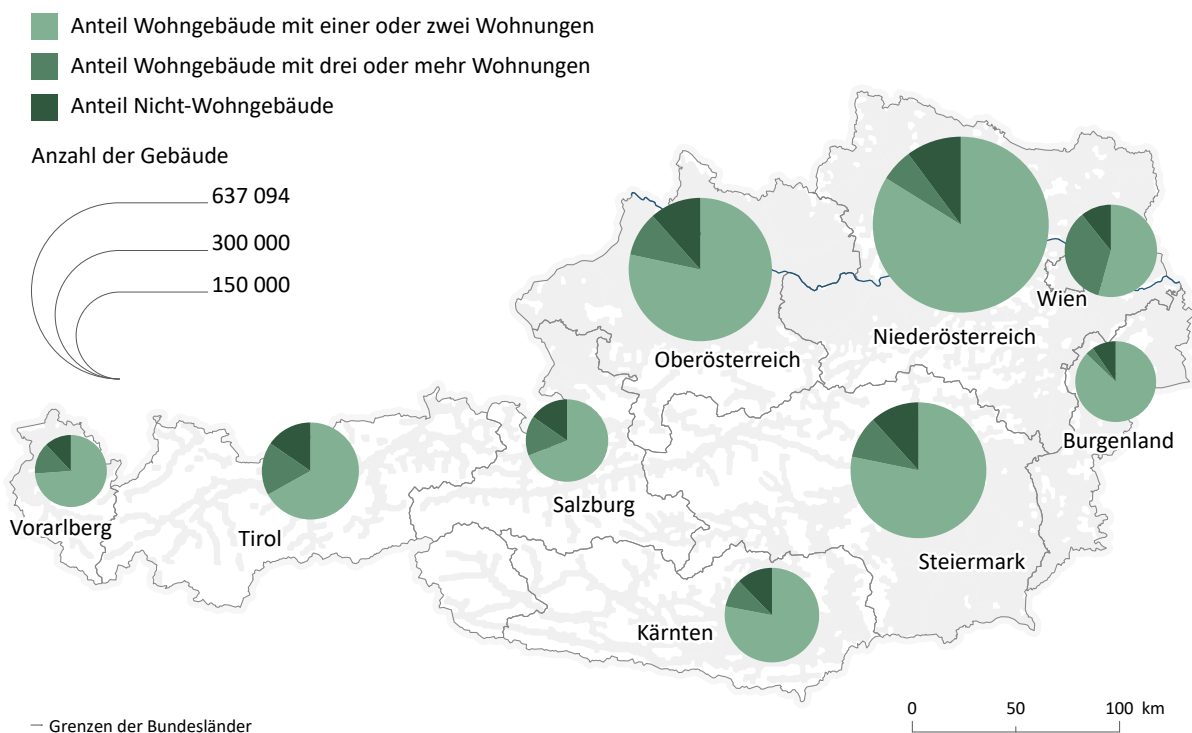 Anteil Wohngebäude mit einer oder zwei Wohnungen
Anteil Wohngebäude mit drei oder mehr Wohnungen
Anteil Nicht-Wohngebäude
Anzahl der Gebäude
637 094
300 000
150 000
Wien
Niederösterreich
Oberösterreich
Burgenland
Salzburg
Vorarlberg
Tirol
Steiermark
Kärnten
0 50 100 km
Grenzen der Bundesländer